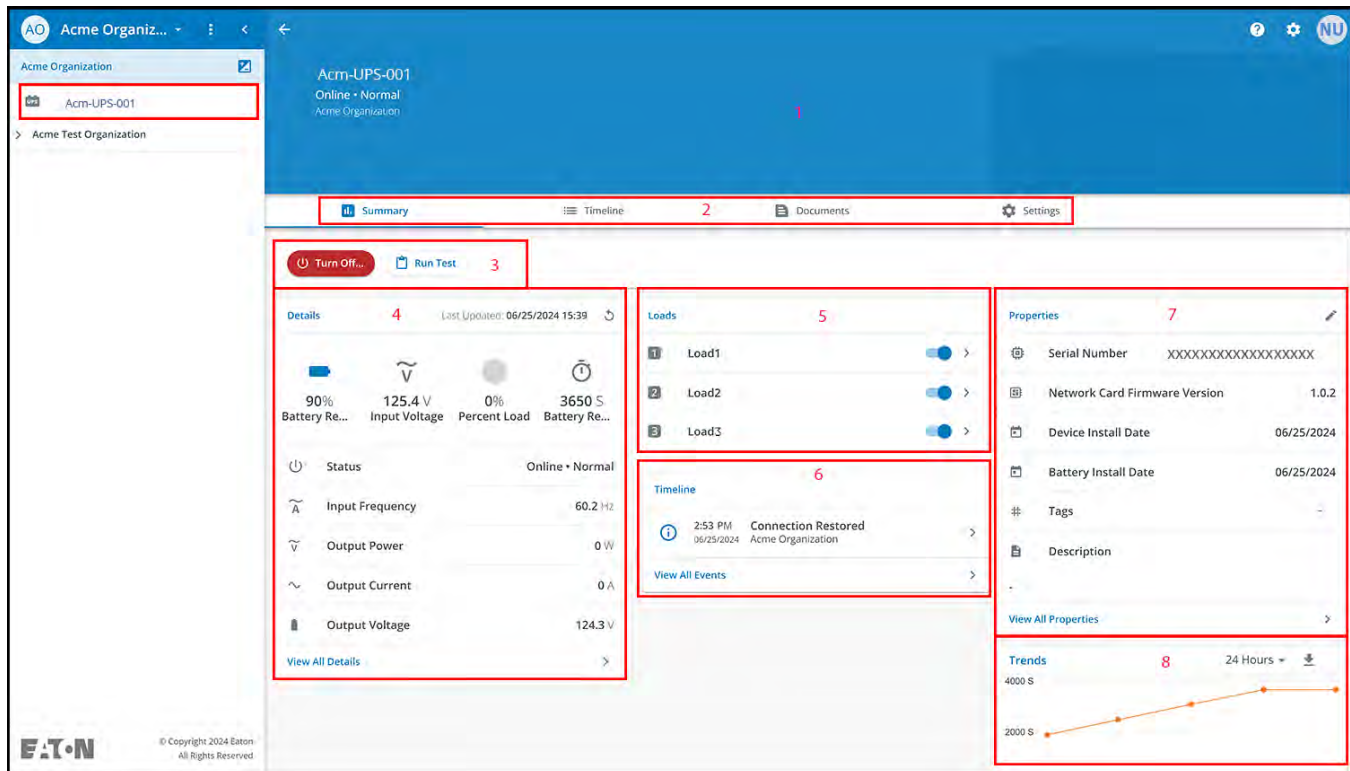 AO Acme Organiz...
NU
Acme Organization
UPS Acm-UPS-001
Acme Test Organization
Acm-UPS-001
Online • Normal
Acme Organization
1
Summary
Timeline
2
Documents
Settings
Turn Off...
Run Test
3
Details
4
Last Updated: 06/25/2024 15:39
90%
Battery Re...
125.4 V
Input Voltage
0%
Percent Load
3650 S
Battery Re...
Status Online • Normal
Input Frequency 60.2 Hz
Output Power 0 W
Output Current 0 A
Output Voltage 124.3 V
View All Details
Loads
5
1 Load1
2 Load2
3 Load3
6
Timeline
2:53 PM Connection Restored
06/25/2024 Acme Organization
View All Events
Properties
7
Serial Number XXXXXXXXXXXXXXXXXX
Network Card Firmware Version 1.0.2
Device Install Date 06/25/2024
Battery Install Date 06/25/2024
Tags -
Description
-
View All Properties
Trends
8
24 Hours
4000 S
2000 S
EATON
© Copyright 2024 Eaton
All Rights Reserved